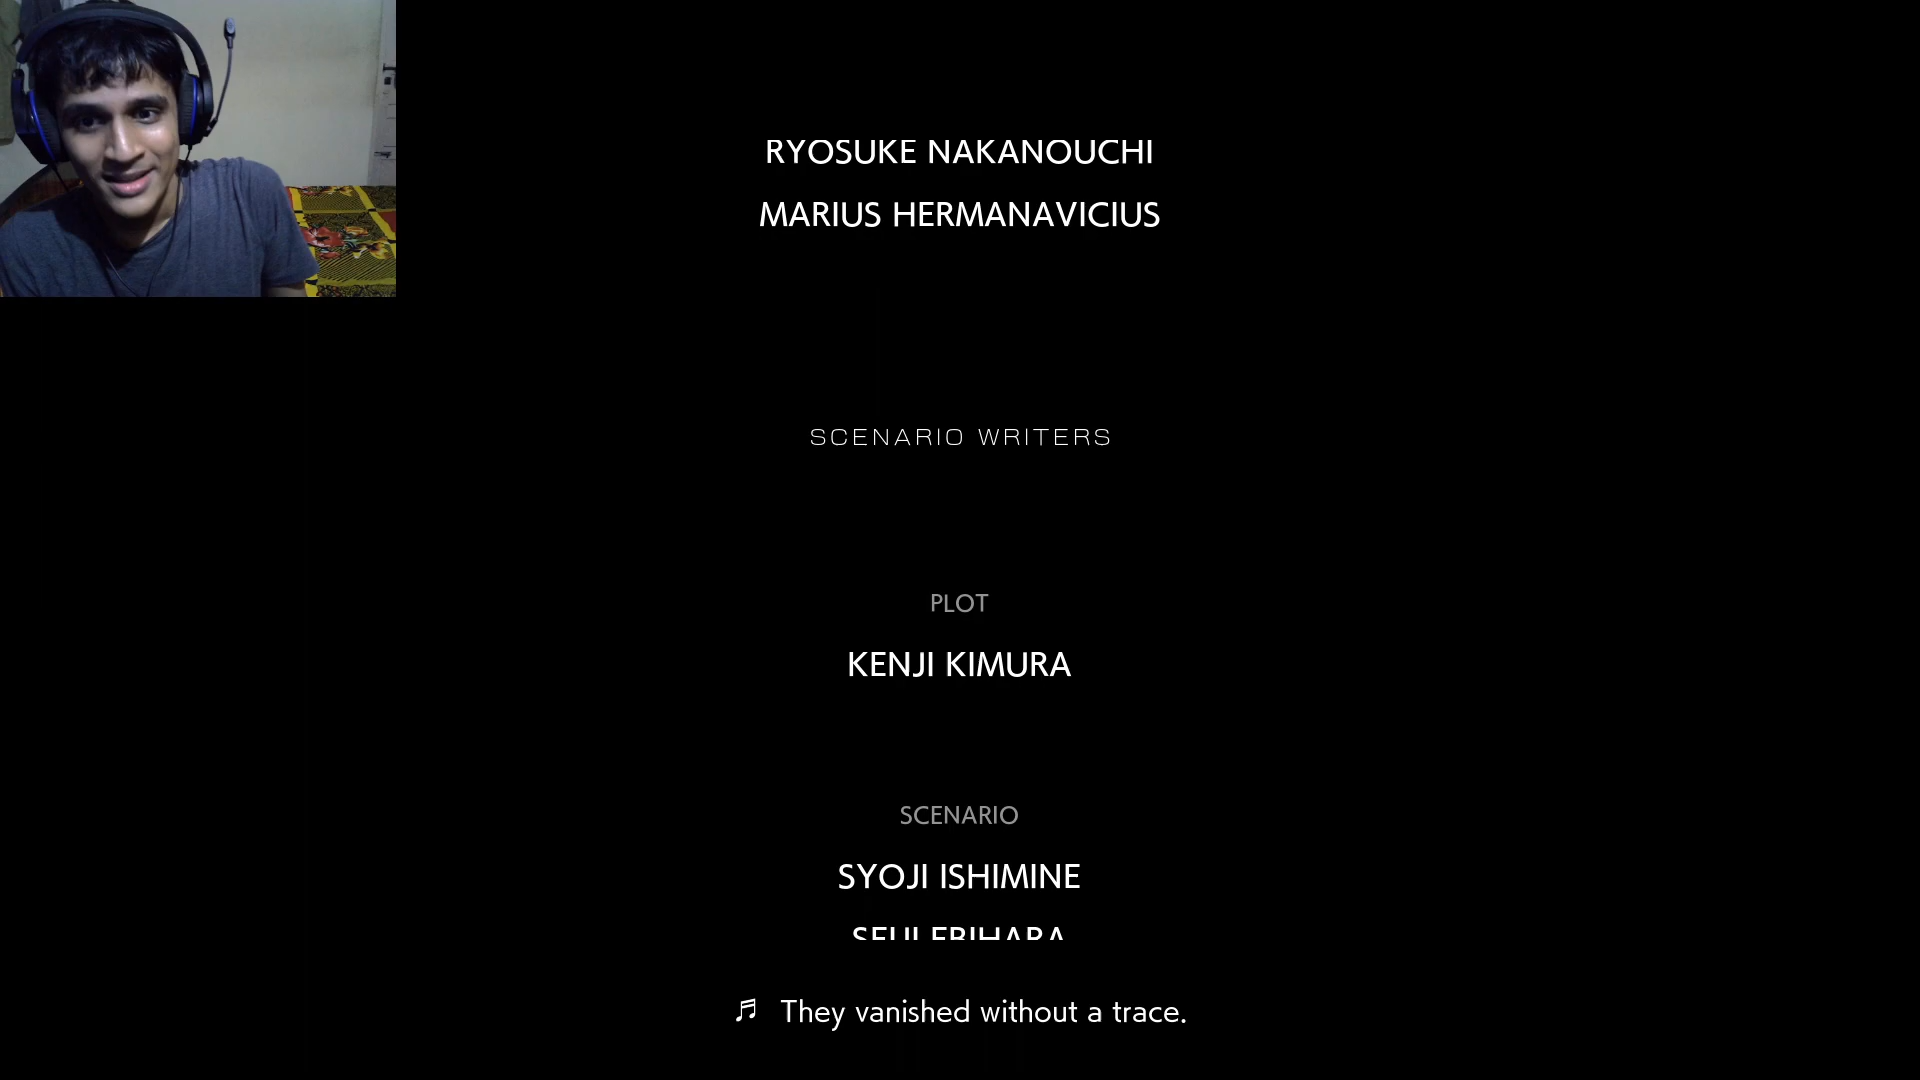 RYOSUKE NAKANOUCHI
MARIUS HERMANAVICIUS
SCENARIO WRITERS
PLOT
KENJI KIMURA
SCENARIO
SYOJI ISHIMINE
♬ They vanished without a trace.